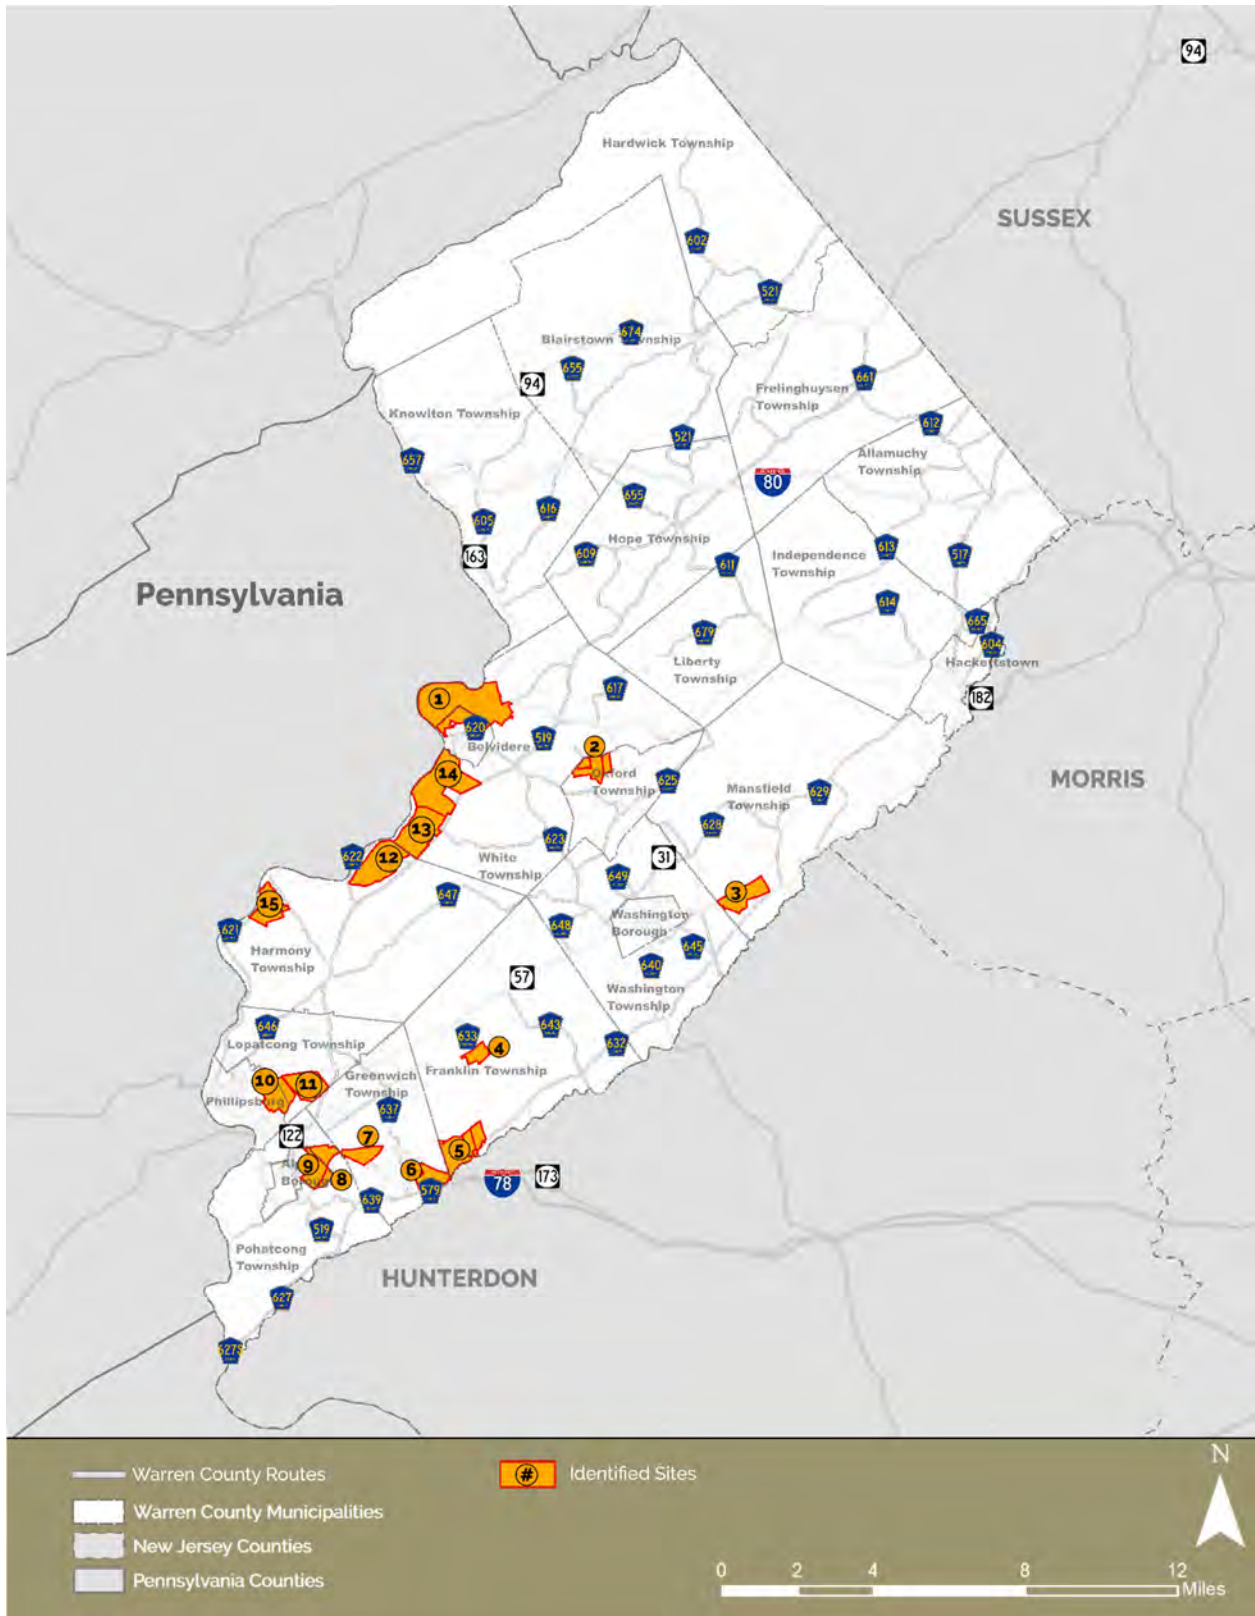 94
Hardwick Township
SUSSEX
602
521
674
Blairstown Township
655
94
661
Frelinghuysen
Township
Knowlton Township
612
521
Allamuchy
Township
657
80
655
616
605
Hope Township
613
517
163
609
611
Independence
Township
Pennsylvania
614
665
679
604
Hackettstown
Liberty
Township
617
182
1
620
519
2
Belvidere
14
Oxford
Township
625
MORRIS
Mansfield
Township
629
13
628
623
12
622
White
Township
31
649
647
3
15
Washington
Borough
621
648
645
Harmony
Township
640
57
Washington
Township
646
643
633
632
Lopatcong Township
4
Franklin Township
10
11
Greenwich
Township
Phillipsburg
637
122
7
5
9
8
6
Borough
78
173
579
639
519
Pohatcong
Township
HUNTERDON
627
Warren County Routes
# Identified Sites
N
Warren County Municipalities
New Jersey Counties
Pennsylvania Counties
0 2 4 8 12
Miles